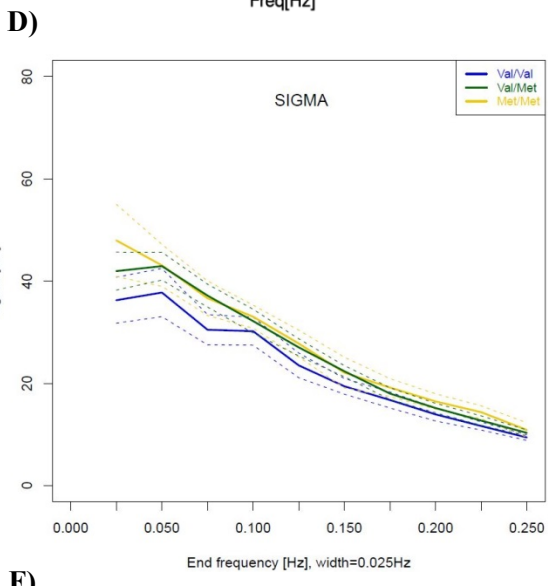 Freq[Hz]
D)
SIGMA
Val/Val
Val/Met
Met/Met
80
60
40
20
0
0.000 0.050 0.100 0.150 0.200 0.250
End frequency [Hz], width=0.025Hz